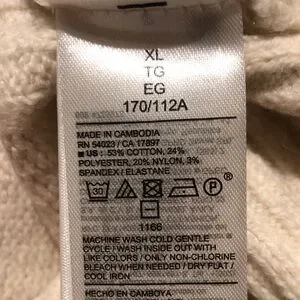 XL
TG
EG
170/112A
MADE IN CAMBODIA
RN 54023 / CA 17897
US : 53% COTTON, 24%
POLYESTER, 20% NYLON, 3%
SPANDEX / ELASTANE
30
P
®
1166
MACHINE WASH COLD GENTLE
CYCLE / WASH INSIDE OUT WITH
LIKE COLORS / ONLY NON-CHLORINE
BLEACH WHEN NEEDED / DRY FLAT /
COOL IRON
HECHO EN CAMBOYA